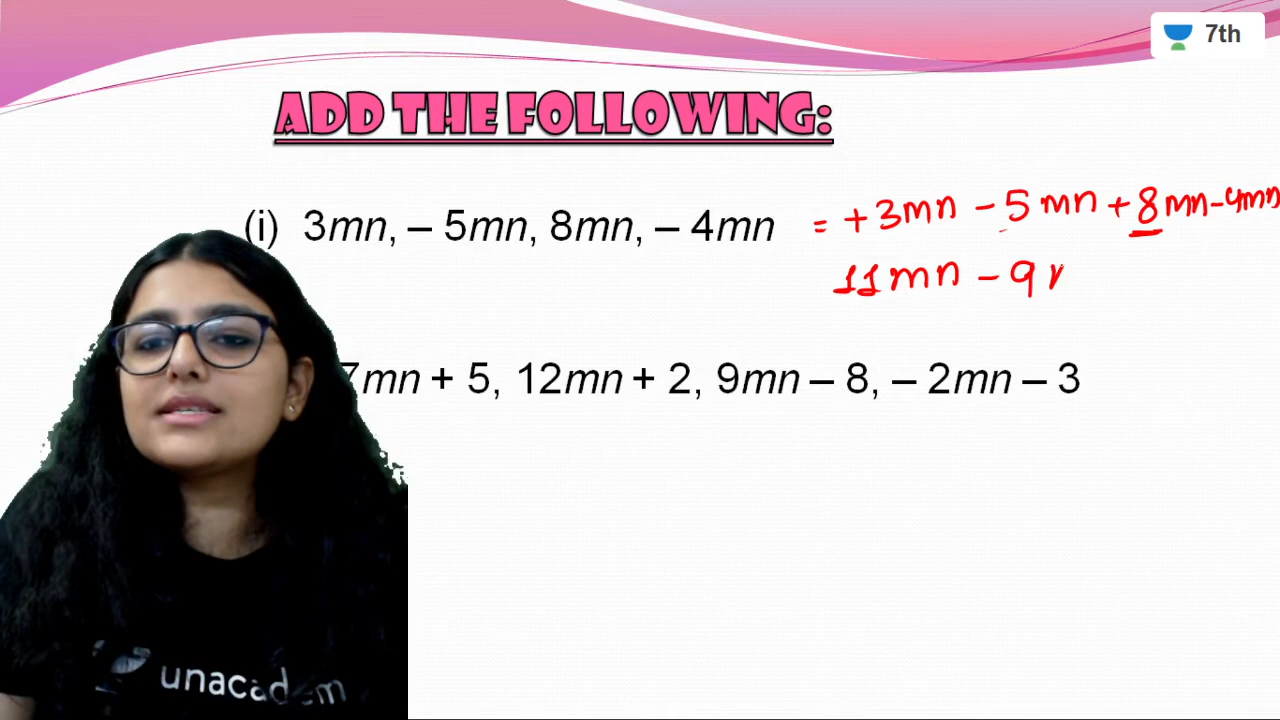 7th
ADD THE FOLLOWING:
(i) 3mn, – 5mn, 8mn, – 4mn = +3mn - 5mn + 8mn - 4mn
11mn - 9
7mn + 5, 12mn + 2, 9mn – 8, – 2mn – 3
unacadem